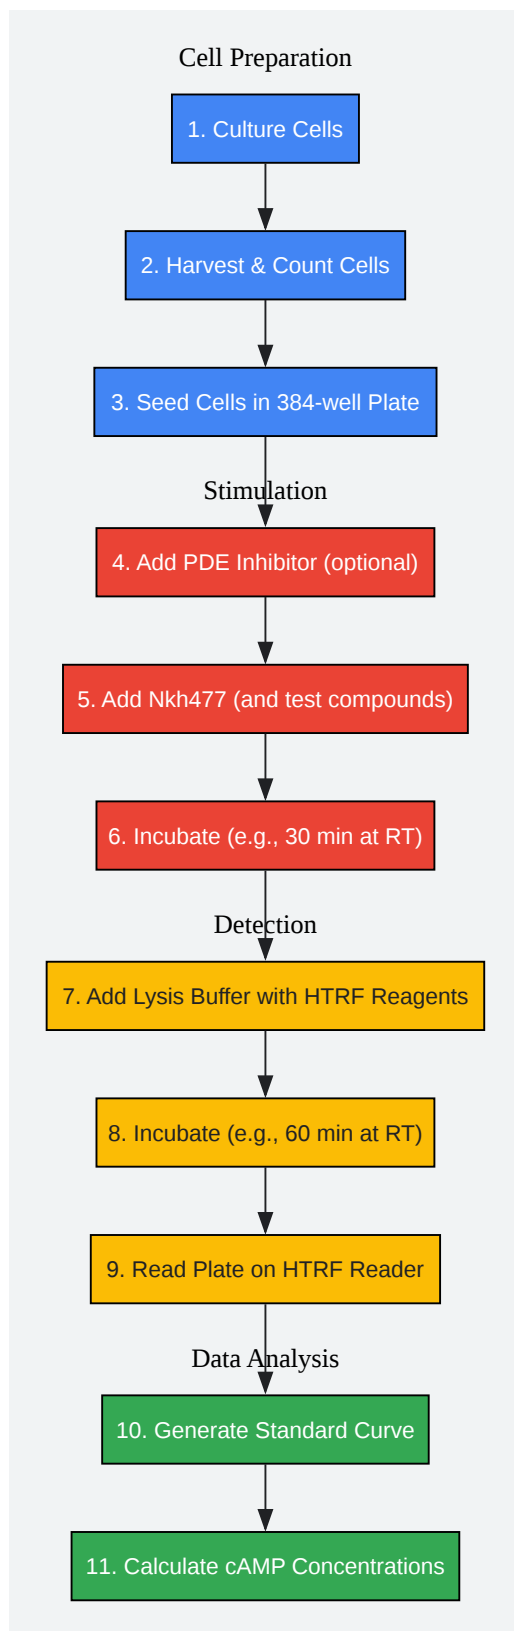 Cell Preparation
1. Culture Cells
2. Harvest & Count Cells
3. Seed Cells in 384-well Plate
Stimulation
4. Add PDE Inhibitor (optional)
5. Add Nkh477 (and test compounds)
6. Incubate (e.g., 30 min at RT)
Detection
7. Add Lysis Buffer with HTRF Reagents
8. Incubate (e.g., 60 min at RT)
9. Read Plate on HTRF Reader
Data Analysis
10. Generate Standard Curve
11. Calculate cAMP Concentrations